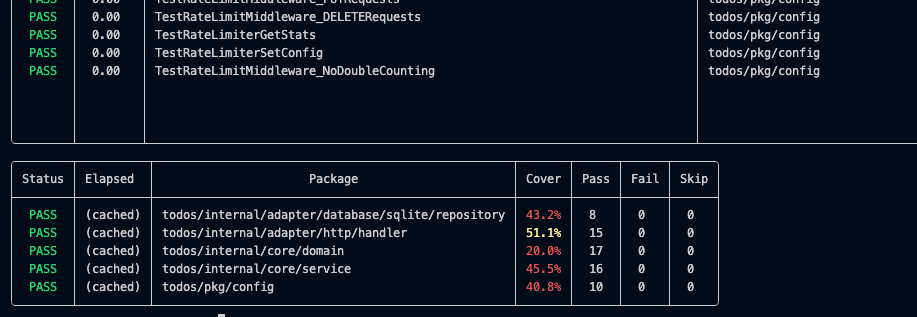 PASS 0.00 TestRateLimitMiddleware_PUTRequests todos/pkg/config
PASS 0.00 TestRateLimitMiddleware_DELETERequests todos/pkg/config
PASS 0.00 TestRateLimiterGetStats todos/pkg/config
PASS 0.00 TestRateLimiterSetConfig todos/pkg/config
PASS 0.00 TestRateLimitMiddleware_NoDoubleCounting todos/pkg/config
Status Elapsed Package Cover Pass Fail Skip
PASS (cached) todos/internal/adapter/database/sqlite/repository 43.2% 8 0 0
PASS (cached) todos/internal/adapter/http/handler 51.1% 15 0 0
PASS (cached) todos/internal/core/domain 20.0% 17 0 0
PASS (cached) todos/internal/core/service 45.5% 16 0 0
PASS (cached) todos/pkg/config 40.8% 10 0 0